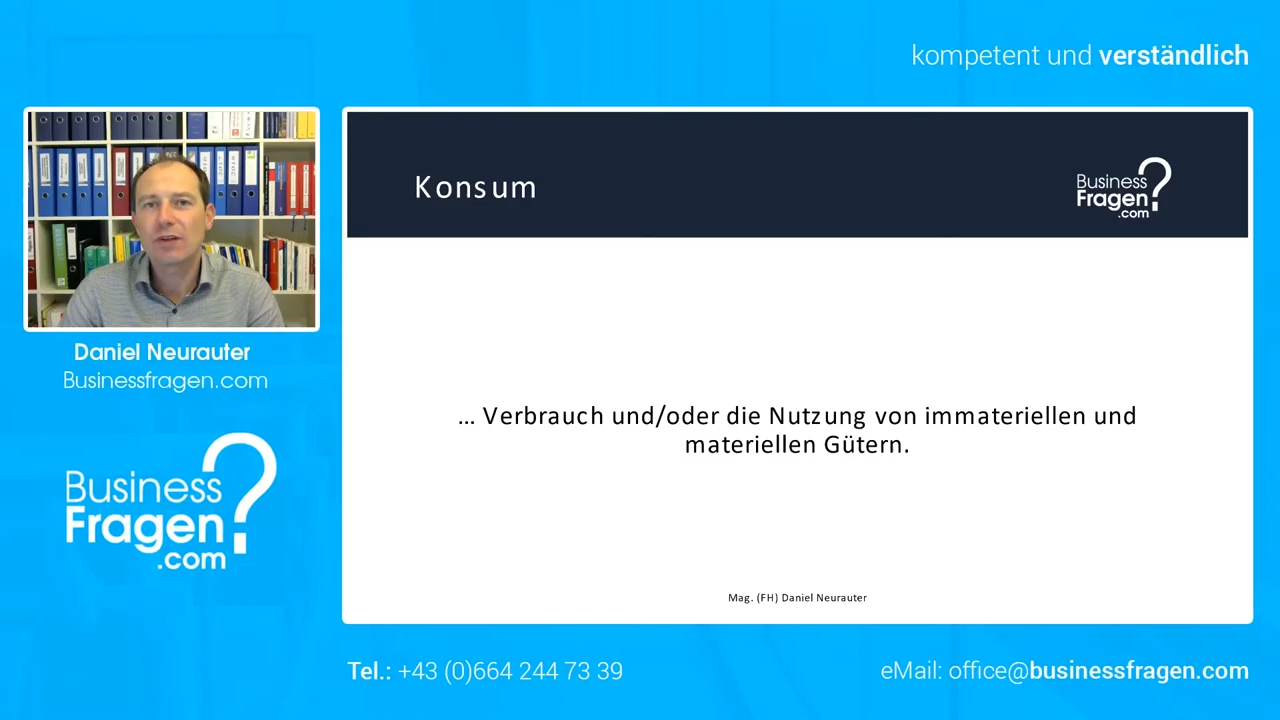 kompetent und verständlich
Konsum
Business
Fragen?
.com
Daniel Neurauter
Businessfragen.com
Business
Fragen?
.com
… Verbrauch und/oder die Nutzung von immateriellen und
materiellen Gütern.
Mag. (FH) Daniel Neurauter
Tel.: +43 (0)664 244 73 39
eMail: office@businessfragen.com